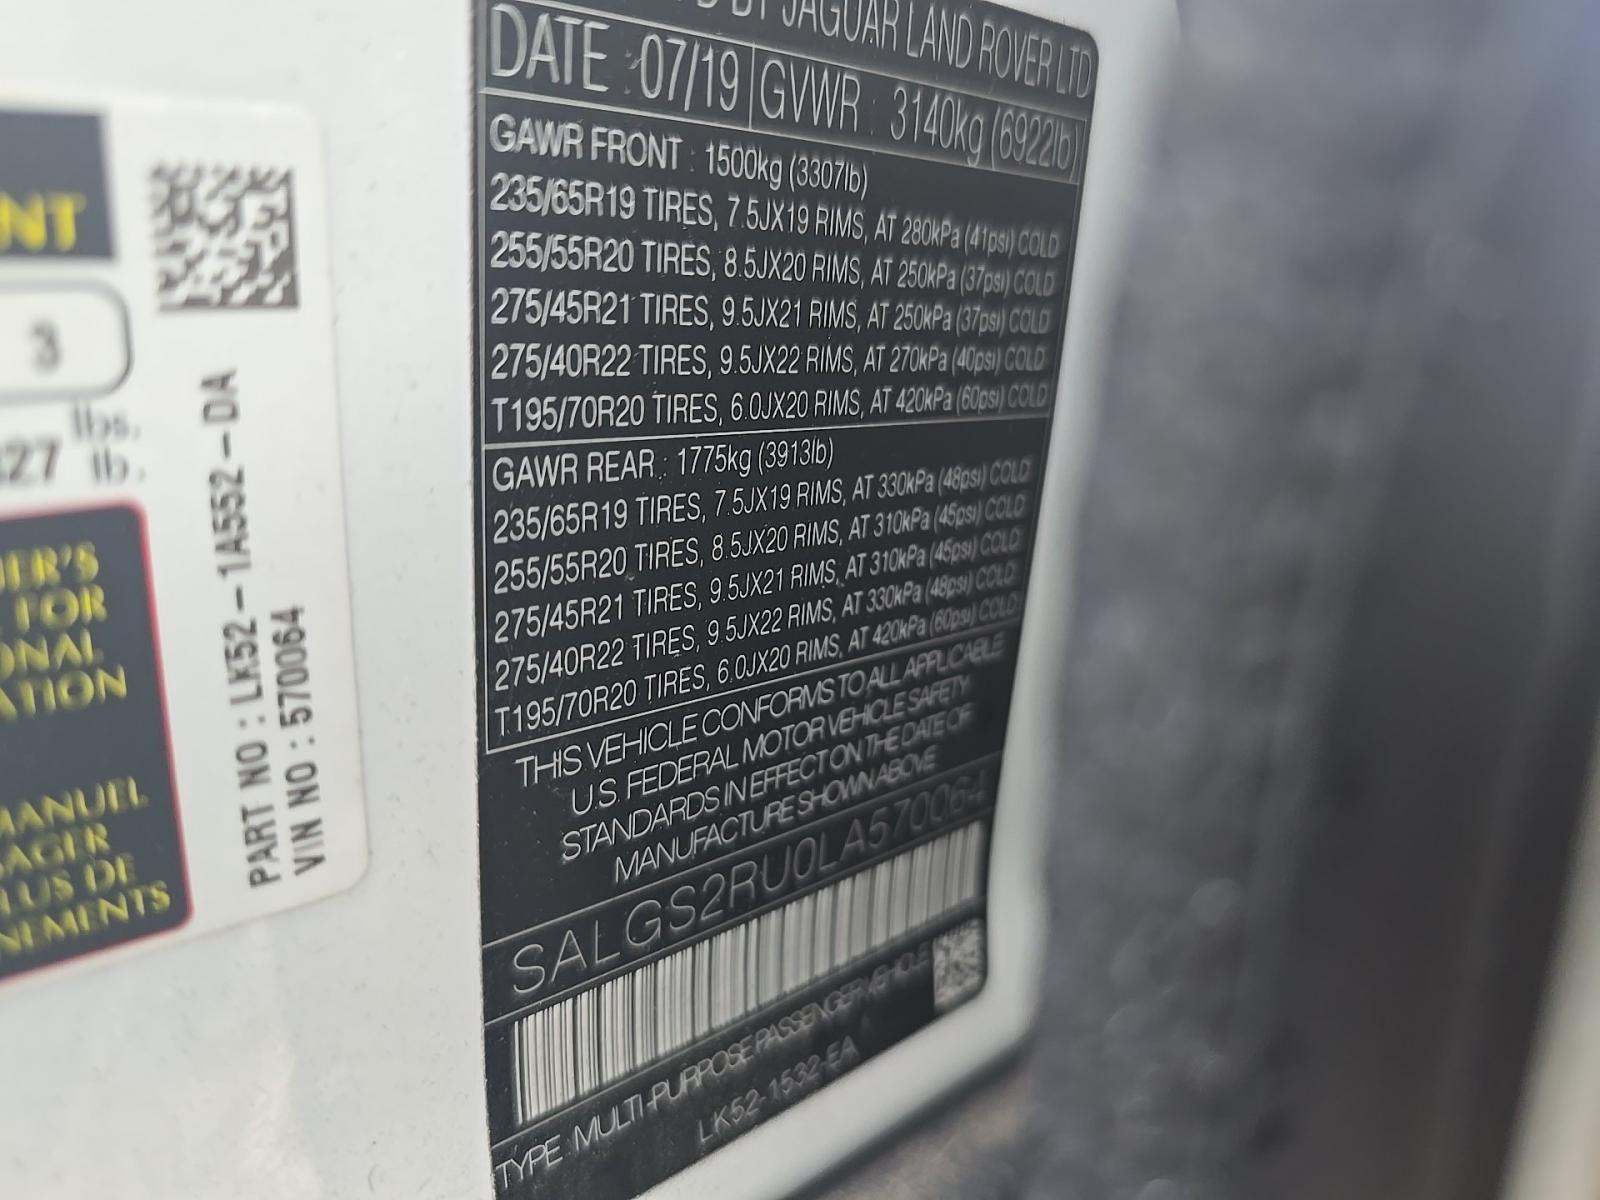 NT
3
lbs.
27 lb.
ER'S
FOR
ONAL
ATION
MANUEL
LUS DE
NEMENTS
PART NO : LK52-1A552-DA
VIN NO : 570064
BY JAGUAR LAND ROVER LTD
DATE : 07/19 GVWR : 3140kg (6922lb)
GAWR FRONT : 1500kg (3307lb)
235/65R19 TIRES, 7.5JX19 RIMS, AT 280kPa (41psi) COLD
255/55R20 TIRES, 8.5JX20 RIMS, AT 250kPa (37psi) COLD
275/45R21 TIRES, 9.5JX21 RIMS, AT 250kPa (37psi) COLD
275/40R22 TIRES, 9.5JX22 RIMS, AT 270kPa (40psi) COLD
T195/70R20 TIRES, 6.0JX20 RIMS, AT 420kPa (60psi) COLD
GAWR REAR : 1775kg (3913lb)
235/65R19 TIRES, 7.5JX19 RIMS, AT 330kPa (48psi) COLD
255/55R20 TIRES, 8.5JX20 RIMS, AT 310kPa (45psi) COLD
275/45R21 TIRES, 9.5JX21 RIMS, AT 310kPa (45psi) COLD
275/40R22 TIRES, 9.5JX22 RIMS, AT 330kPa (48psi) COLD
T195/70R20 TIRES, 6.0JX20 RIMS, AT 420kPa (60psi) COLD
THIS VEHICLE CONFORMS TO ALL APPLICABLE
U.S. FEDERAL MOTOR VEHICLE SAFETY
STANDARDS IN EFFECT ON THE DATE OF
MANUFACTURE SHOWN ABOVE
SALGS2RU0LA570064
TYPE : MULTI-PURPOSE PASSENGER VEHICLE
LK52-1532-EA